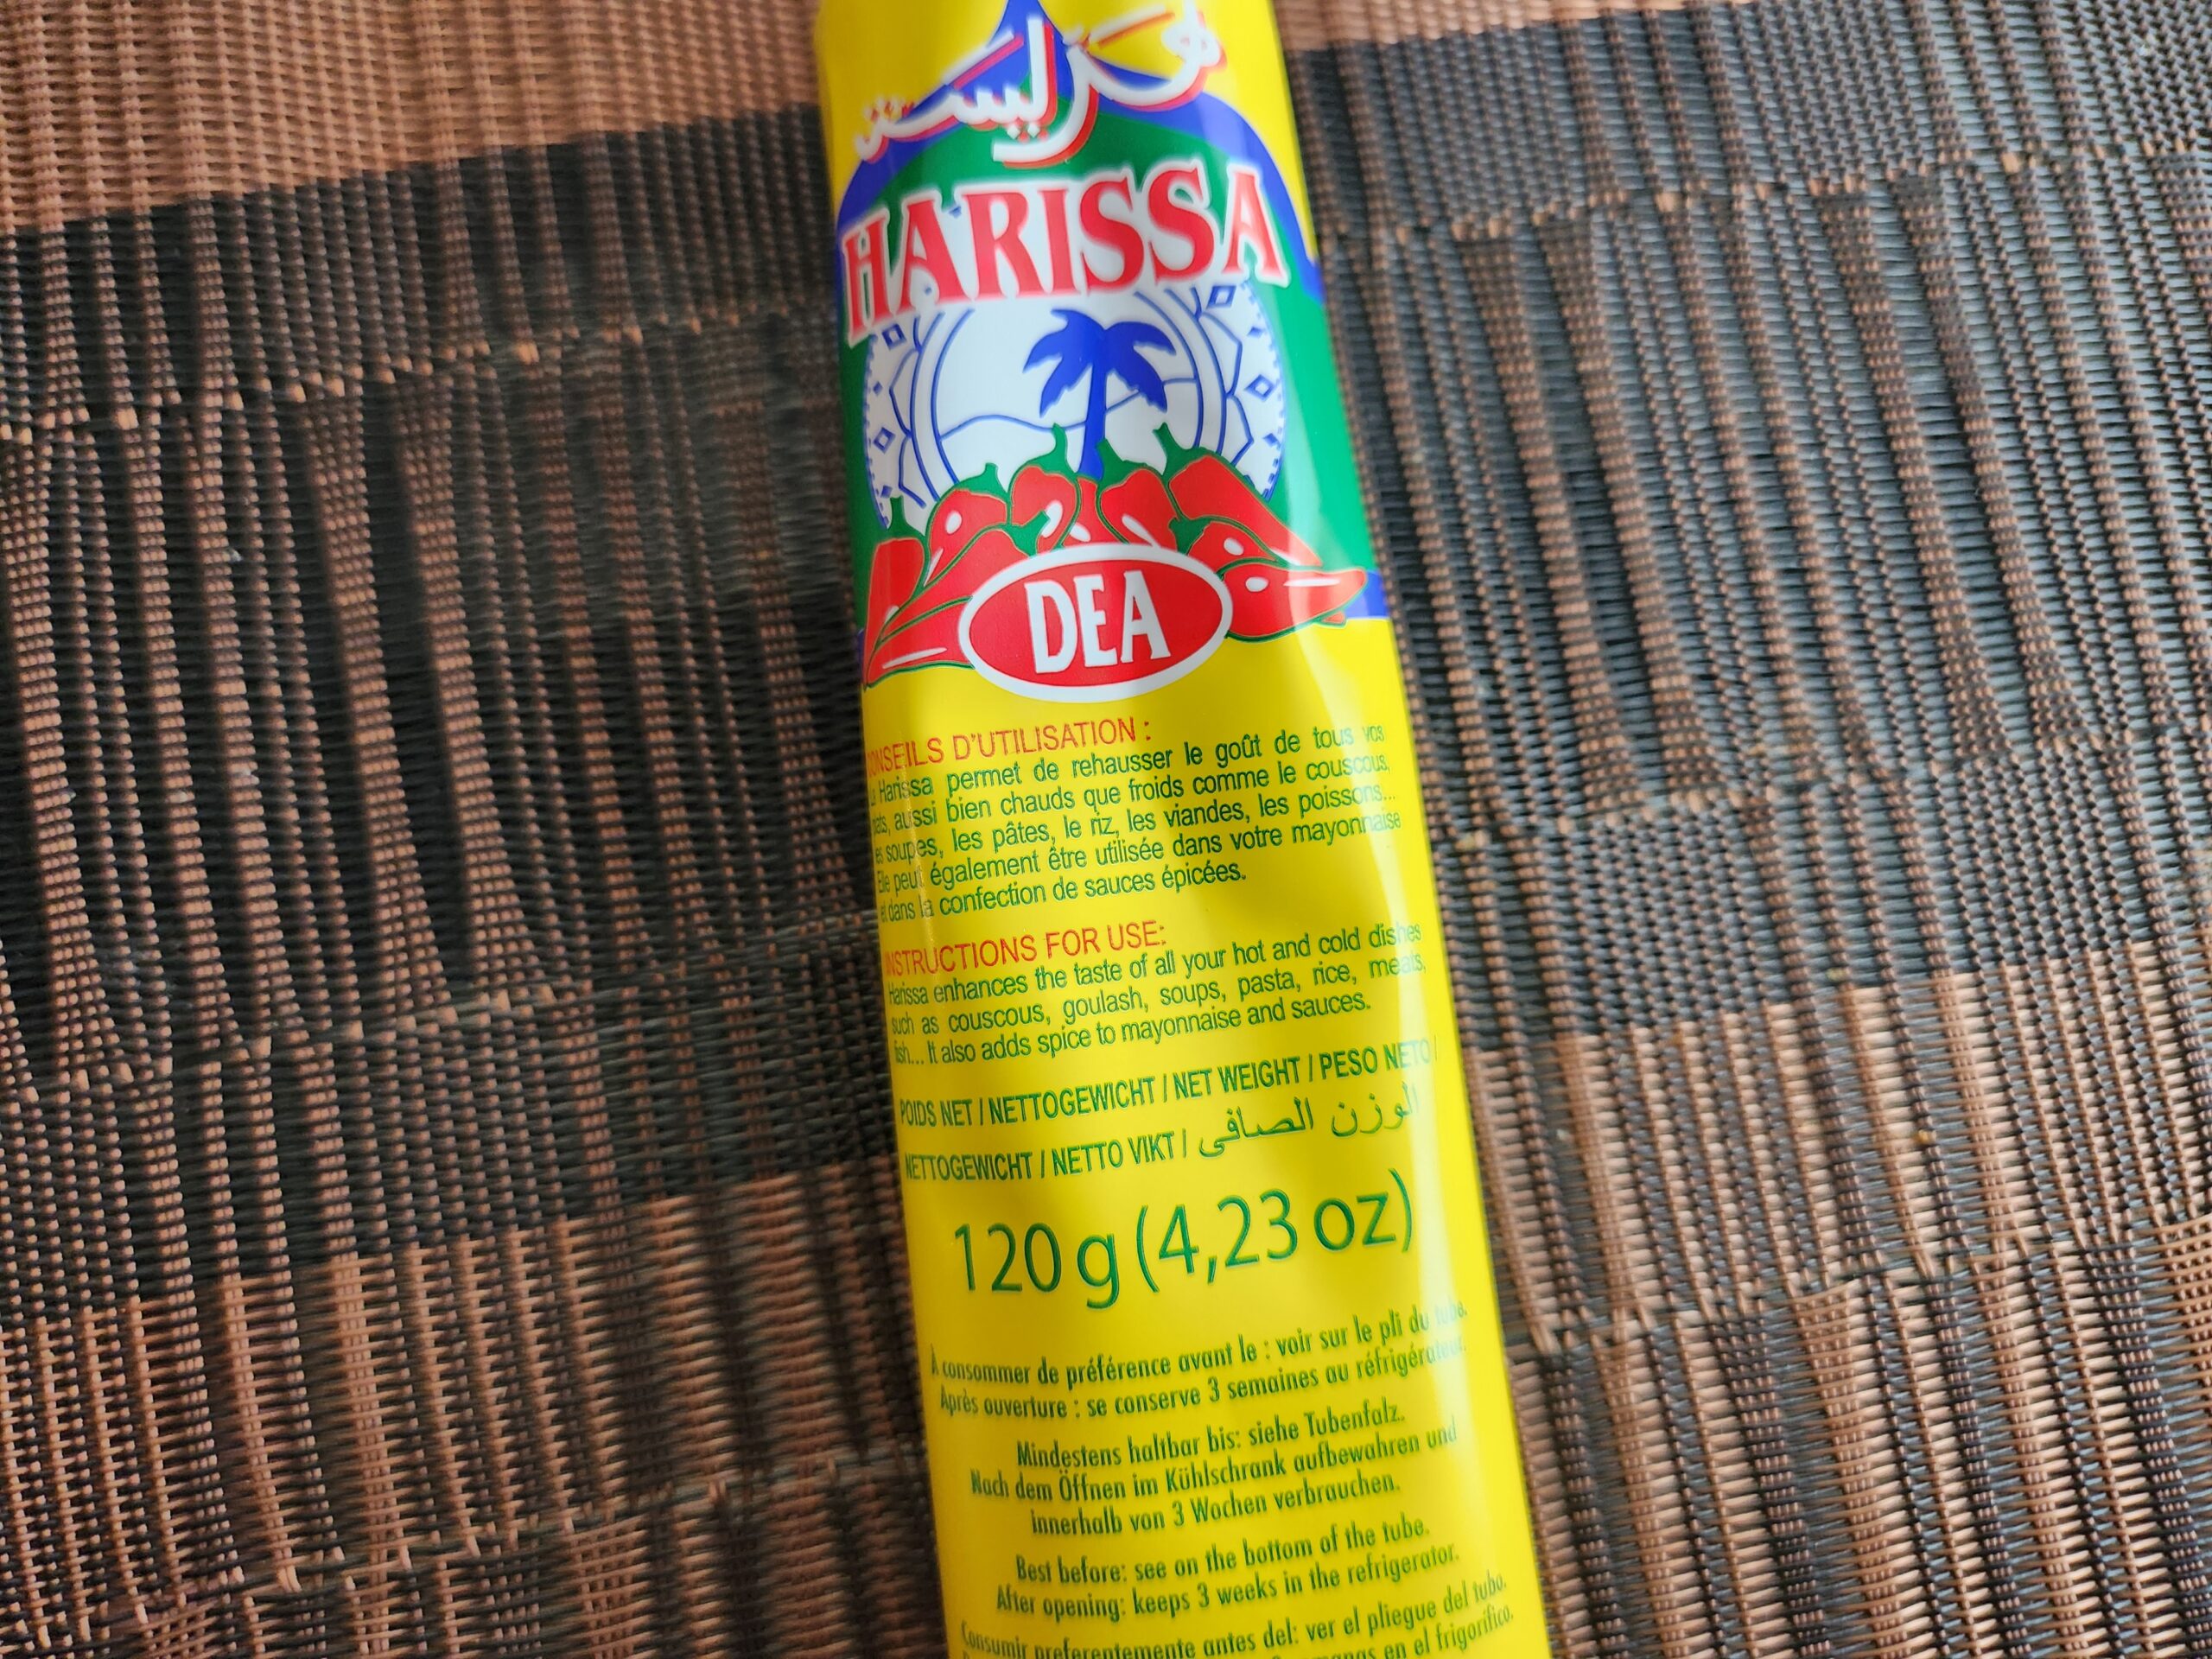 هريسة
HARISSA
DEA
CONSEILS D'UTILISATION :
Harissa permet de rehausser le goût de tous vos
plats, aussi bien chauds que froids comme le couscous,
les soupes, les pâtes, le riz, les viandes, les poissons...
Elle peut également être utilisée dans votre mayonnaise
et dans la confection de sauces épicées.
INSTRUCTIONS FOR USE:
Harissa enhances the taste of all your hot and cold dishes
such as couscous, goulash, soups, pasta, rice, meats,
fish... It also adds spice to mayonnaise and sauces.
POIDS NET / NETTOGEWICHT / NET WEIGHT / PESO NETO /
NETTOGEWICHT / NETTO VIKT / الوزن الصافى
120 g (4,23 oz)
À consommer de préférence avant le : voir sur le pli du tube.
Après ouverture : se conserve 3 semaines au réfrigérateur.
Mindestens haltbar bis: siehe Tubenfalz.
Nach dem Öffnen im Kühlschrank aufbewahren und
innerhalb von 3 Wochen verbrauchen.
Best before: see on the bottom of the tube.
After opening: keeps 3 weeks in the refrigerator.
Consumir preferentemente antes del: ver el pliegue del tubo.
en el frigorífico.